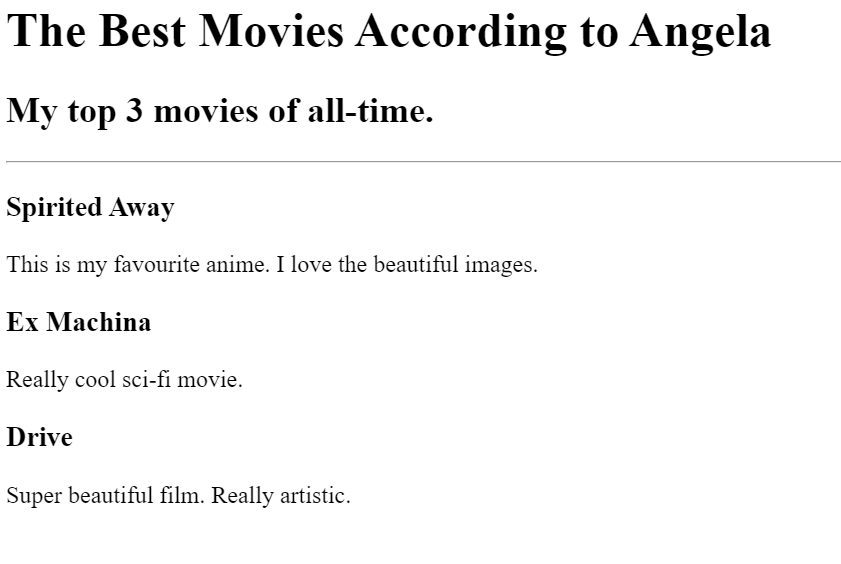 The Best Movies According to Angela
My top 3 movies of all-time.
Spirited Away
This is my favourite anime. I love the beautiful images.
Ex Machina
Really cool sci-fi movie.
Drive
Super beautiful film. Really artistic.